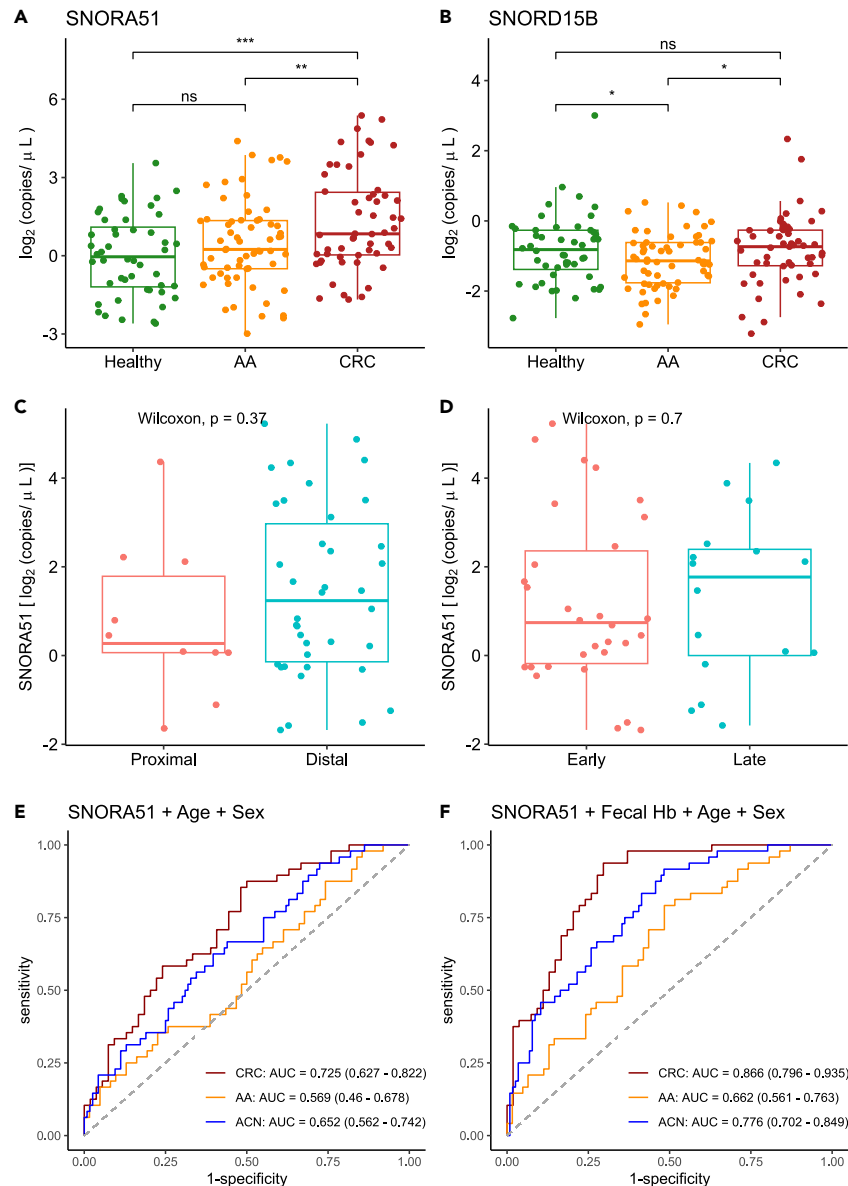 A SNORA51
***
**
ns
log2 (copies/ μ L )
6
3
0
-3
Healthy AA CRC
B SNORD15B
ns
*
*
log2 (copies/ μ L )
4
2
-0
-2
Healthy AA CRC
C
Wilcoxon, p = 0.37
SNORA51 [ log2 (copies/ μ L )]
4
2
0
-2
Proximal Distal
D
Wilcoxon, p = 0.7
SNORA51 [ log2 (copies/ μ L )]
4
2
0
-2
Early Late
E SNORA51 + Age + Sex
sensitivity
1.00
0.75
0.50
0.25
0.00
CRC: AUC = 0.725 (0.627 - 0.822)
AA: AUC = 0.569 (0.46 - 0.678)
ACN: AUC = 0.652 (0.562 - 0.742)
0.00 0.25 0.50 0.75 1.00
1-specificity
F SNORA51 + Fecal Hb + Age + Sex
sensitivity
1.00
0.75
0.50
0.25
0.00
CRC: AUC = 0.866 (0.796 - 0.935)
AA: AUC = 0.662 (0.561 - 0.763)
ACN: AUC = 0.776 (0.702 - 0.849)
0.00 0.25 0.50 0.75 1.00
1-specificity